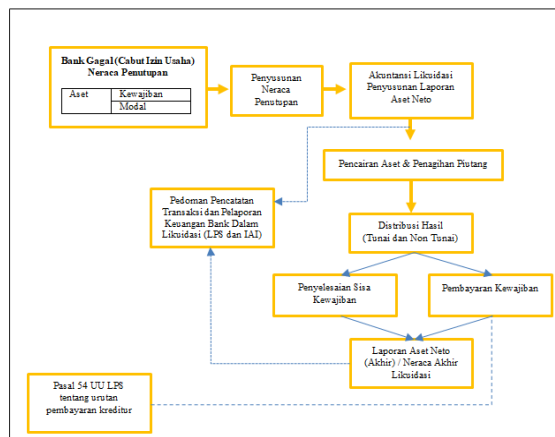 Bank Gagal (Cabut Izin Usaha)
Neraca Penutupan
Aset
Kewajiban
Modal
Penyusunan
Neraca
Penutupan
Akuntansi Likuidasi
Penyusunan Laporan
Aset Neto
Pencairan Aset & Penagihan Piutang
Pedoman Pencatatan
Transaksi dan Pelaporan
Keuangan Bank Dalam
Likuidasi (LPS dan IAI)
Distribusi Hasil
(Tunai dan Non Tunai)
Penyelesaian Sisa
Kewajiban
Pembayaran Kewajiban
Laporan Aset Neto
(Akhir) / Neraca Akhir
Likuidasi
Pasal 54 UU LPS
tentang urutan
pembayaran kreditur